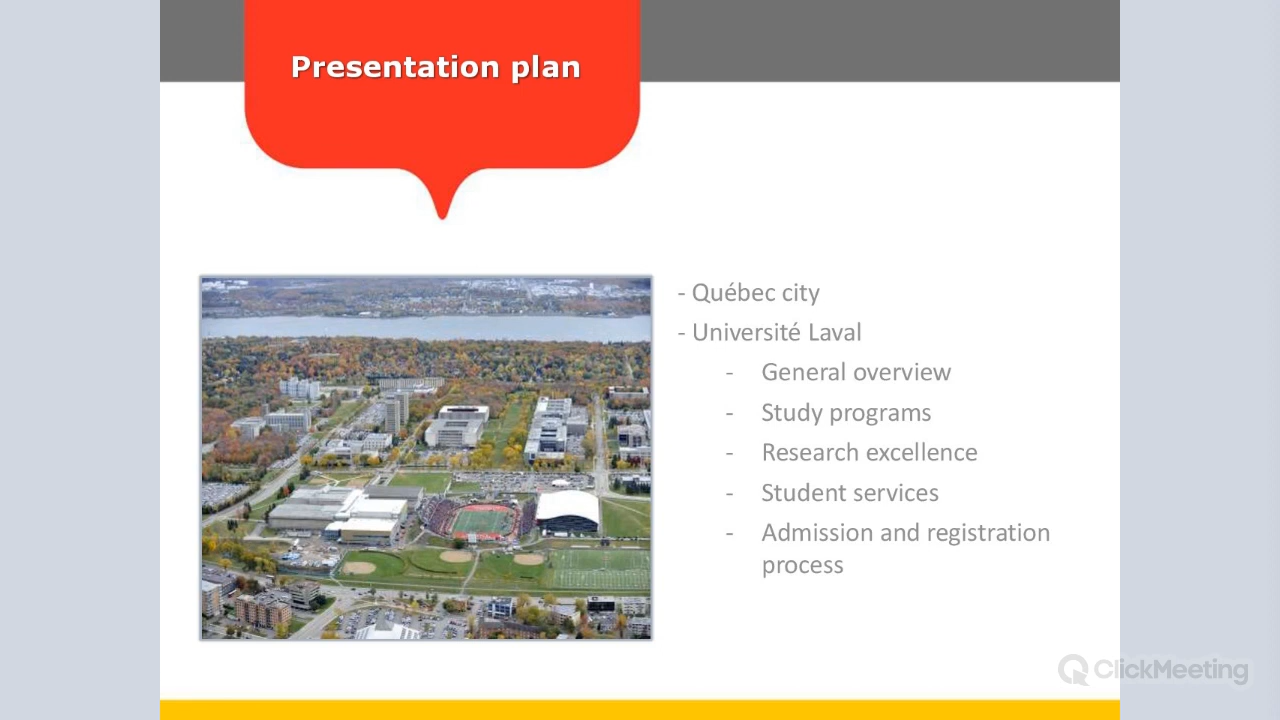 Presentation plan
- Québec city
- Université Laval
- General overview
- Study programs
- Research excellence
- Student services
- Admission and registration
process
ClickMeeting